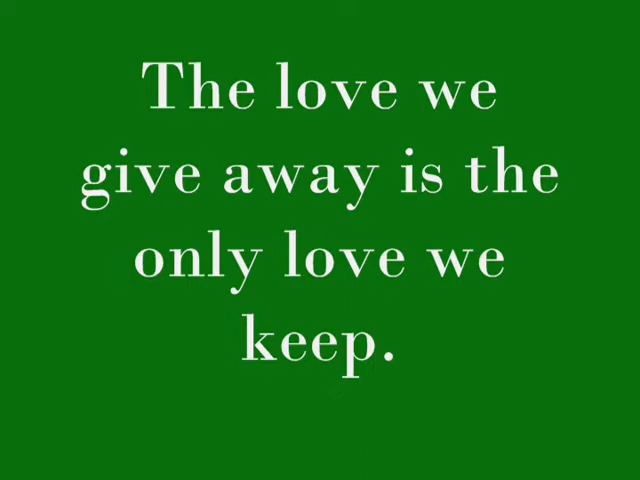 The love we
give away is the
only love we
keep.